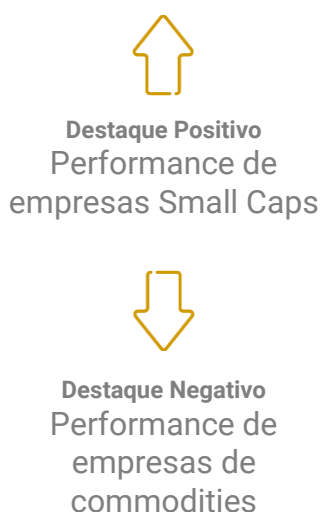 Destaque Positivo
Performance de
empresas Small Caps
Destaque Negativo
Performance de
empresas de
commodities